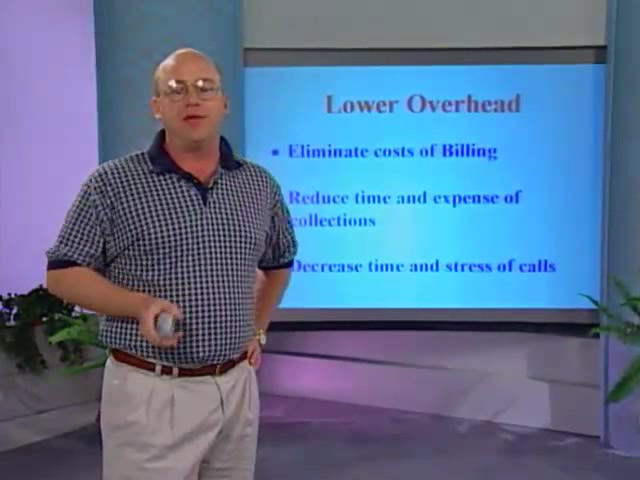 Lower Overhead
Eliminate costs of Billing
Reduce time and expense of
collections
Decrease time and stress of calls